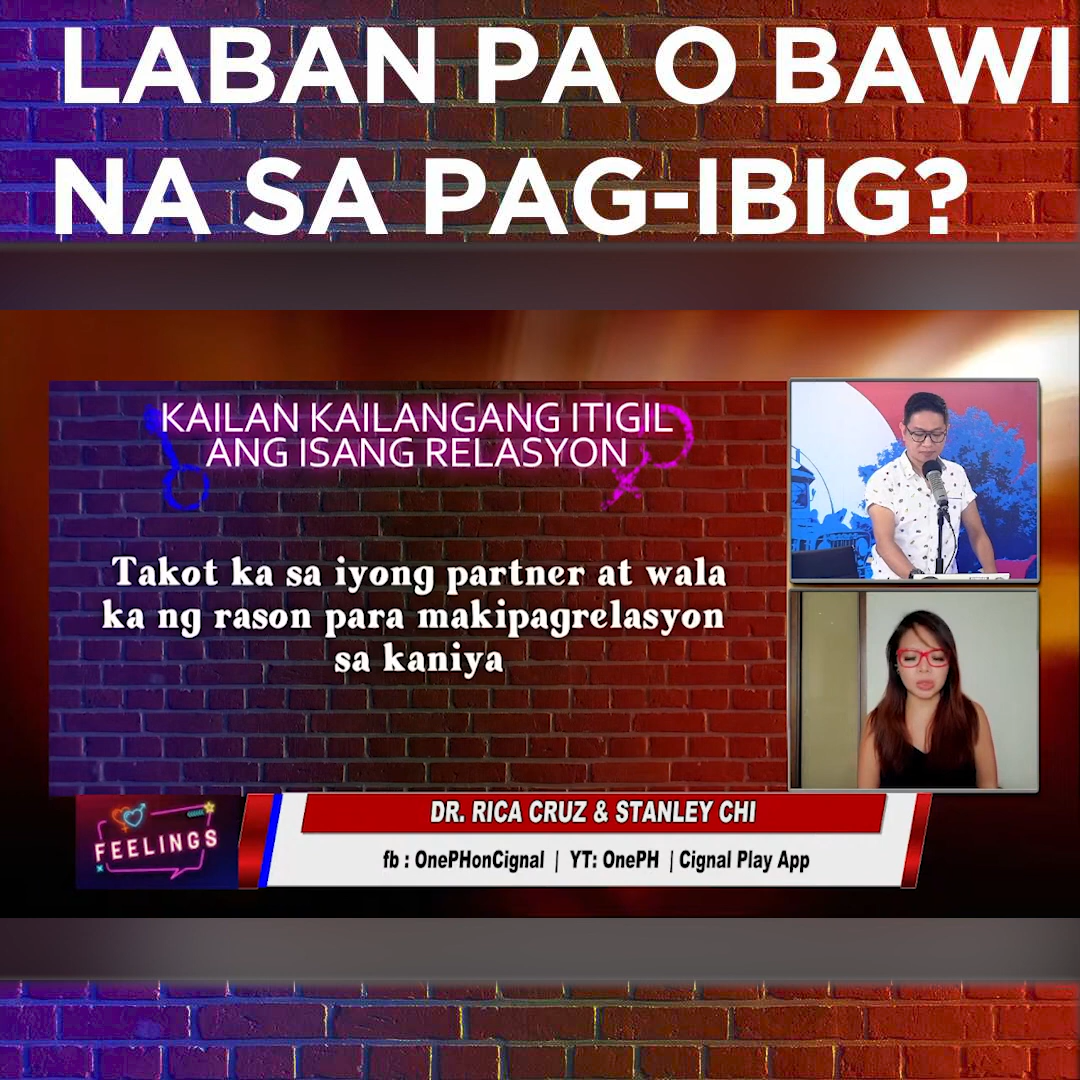 LABAN PA O BAWI
NA SA PAG-IBIG?
KAILAN KAILANGANG ITIGIL
ANG ISANG RELASYON
Takot ka sa iyong partner at wala
ka ng rason para makipagrelasyon
sa kaniya
FEELINGS
DR. RICA CRUZ & STANLEY CHI
fb : OnePHonCignal | YT: OnePH | Cignal Play App